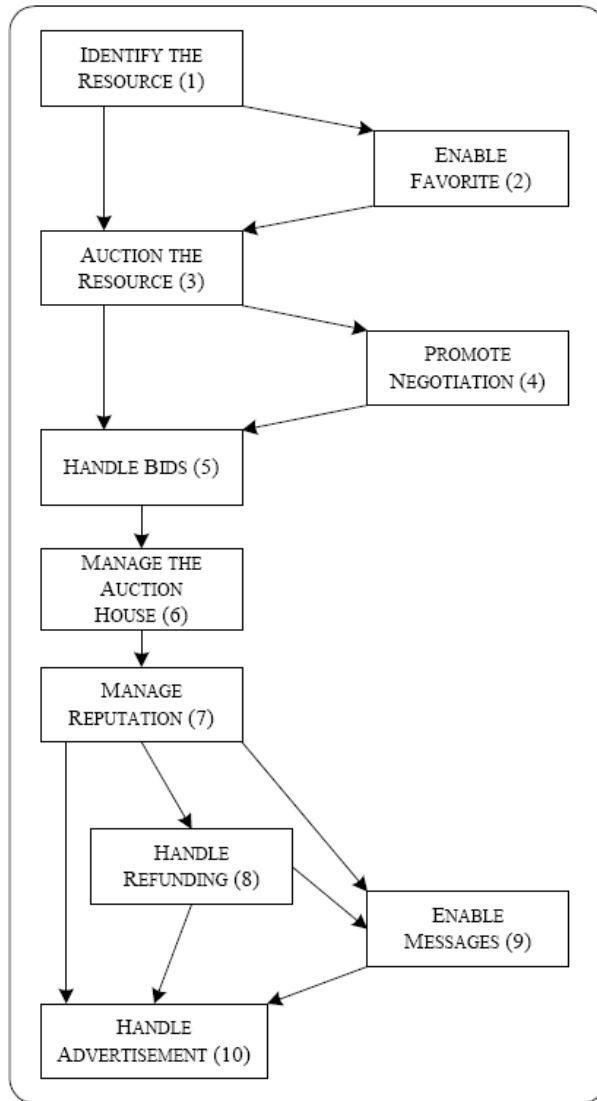 IDENTIFY THE
RESOURCE (1)
ENABLE
FAVORITE (2)
AUCTION THE
RESOURCE (3)
PROMOTE
NEGOTIATION (4)
HANDLE BIDS (5)
MANAGE THE
AUCTION
HOUSE (6)
MANAGE
REPUTATION (7)
HANDLE
REFUNDING (8)
ENABLE
MESSAGES (9)
HANDLE
ADVERTISEMENT (10)